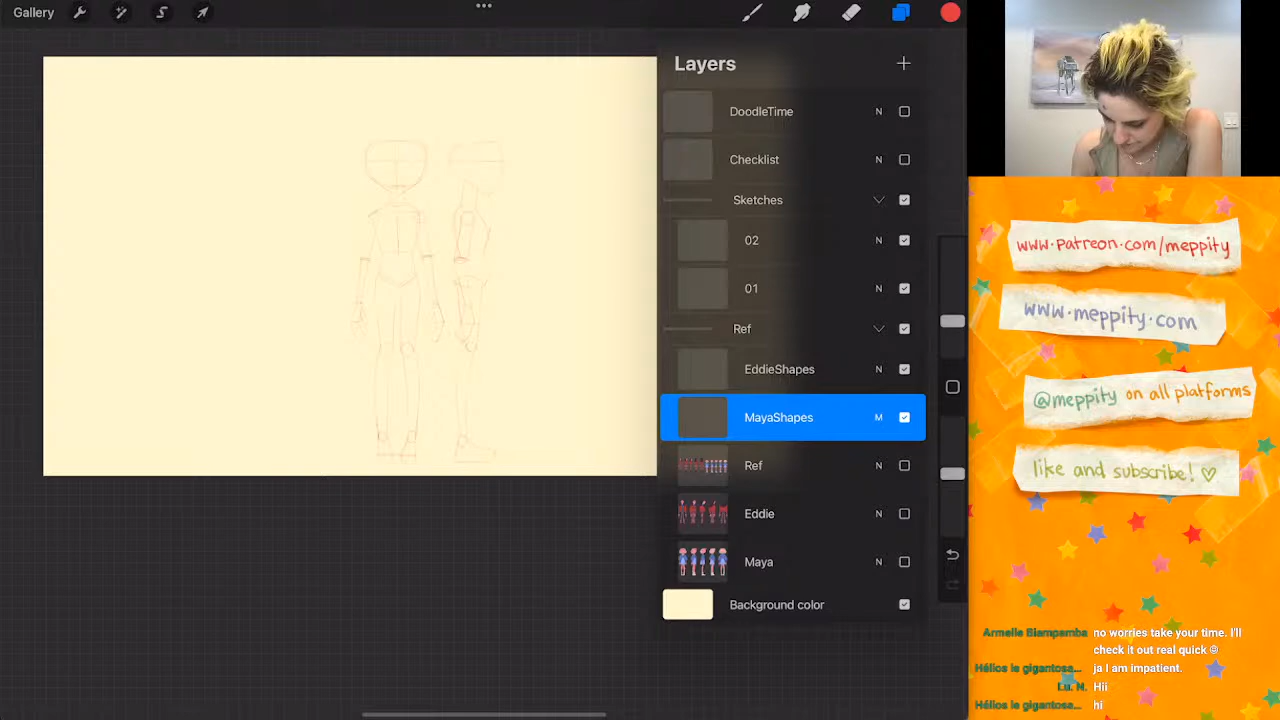 Gallery
Layers
DoodleTime N
Checklist N
Sketches
02 N
01 N
Ref
EddieShapes N
MayaShapes M
Ref N
Eddie N
Maya N
Background color
www.patreon.com/meppity
www.meppity.com
@meppity on all platforms
like and subscribe! ♡
Armelle Biampamba no worries take your time. I'll
check it out real quick ☺
Hélios le gigantosa... ja I am impatient.
Lu. N. Hii
Hélios le gigantosa... hi